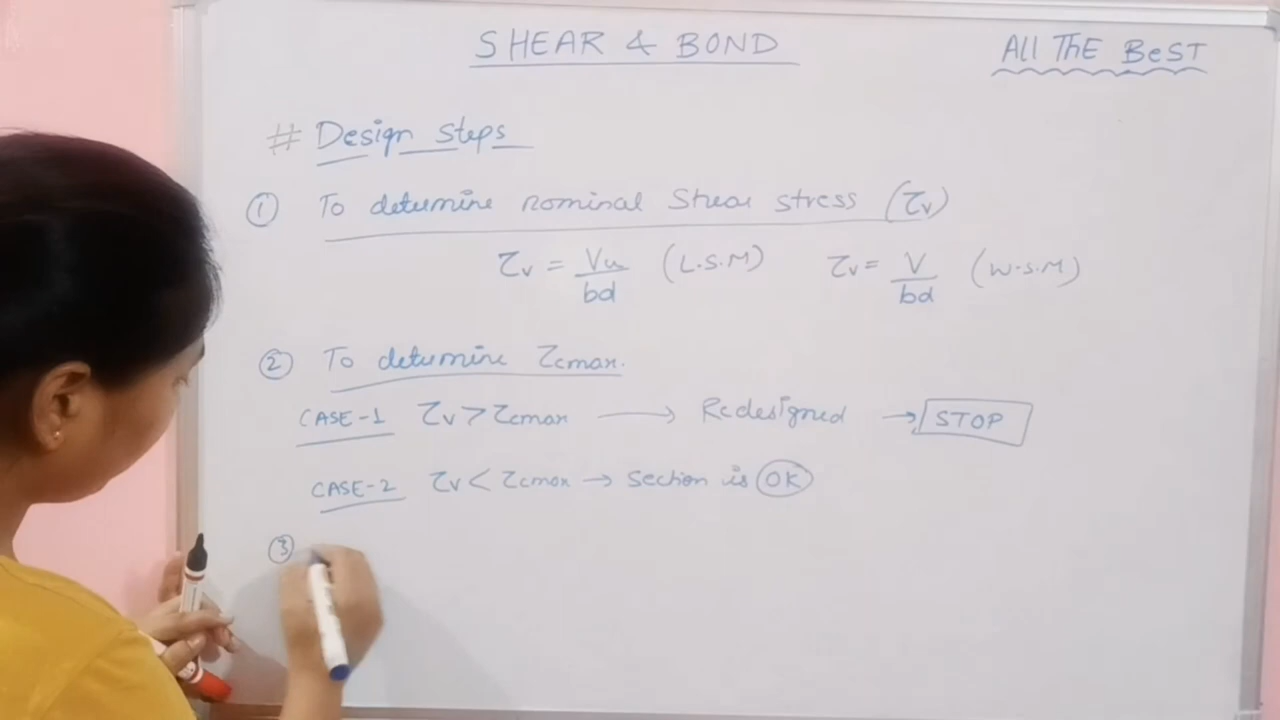 SHEAR & BOND
All The BeST
# Design Steps
① To determine nominal Shear stress (τv)
τv = Vu/bd (L.S.M) τv = V/bd (W.S.M)
② To determine τcmax.
CASE-1 τv > τcmax → Redesigned → STOP
CASE-2 τv < τcmax → Section is OK
③